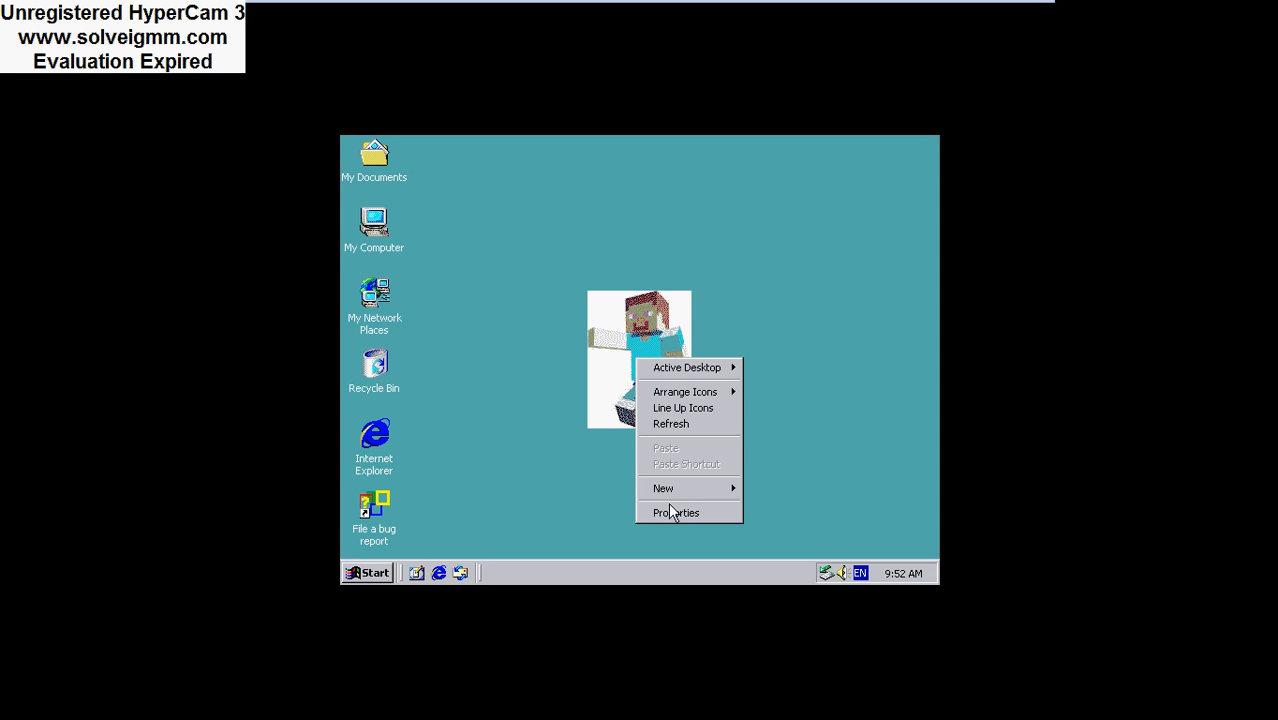 Unregistered HyperCam 3
www.solveigmm.com
Evaluation Expired
My Documents
My Computer
My Network
Places
Recycle Bin
Internet
Explorer
File a bug
report
Active Desktop
Arrange Icons
Line Up Icons
Refresh
Paste
Paste Shortcut
New
Properties
Start
EN
9:52 AM